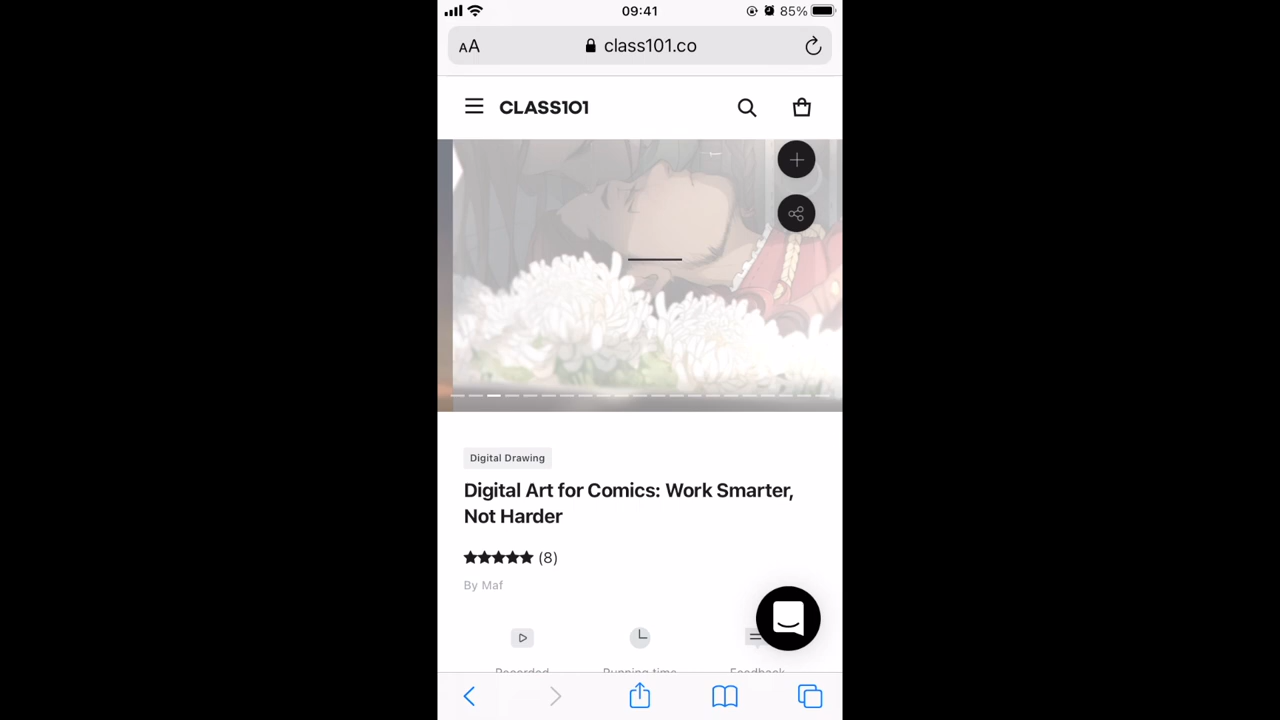 09:41
85%
AA
class101.co
CLASS101
Digital Drawing
Digital Art for Comics: Work Smarter,
Not Harder
(8)
By Maf
Recorded
Running time
Feedback